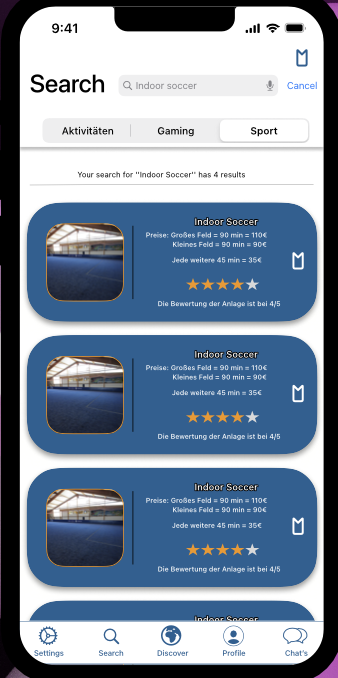 9:41
Search
Indoor soccer
Cancel
Aktivitäten
Gaming
Sport
Your search for "Indoor Soccer" has 4 results
Indoor Soccer
Preise: Großes Feld = 90 min = 110€
Kleines Feld = 90 min = 90€
Jede weitere 45 min = 35€
Die Bewertung der Anlage ist bei 4/5
Indoor Soccer
Preise: Großes Feld = 90 min = 110€
Kleines Feld = 90 min = 90€
Jede weitere 45 min = 35€
Die Bewertung der Anlage ist bei 4/5
Indoor Soccer
Preise: Großes Feld = 90 min = 110€
Kleines Feld = 90 min = 90€
Jede weitere 45 min = 35€
Die Bewertung der Anlage ist bei 4/5
Indoor Soccer
Settings
Search
Discover
Profile
Chat's